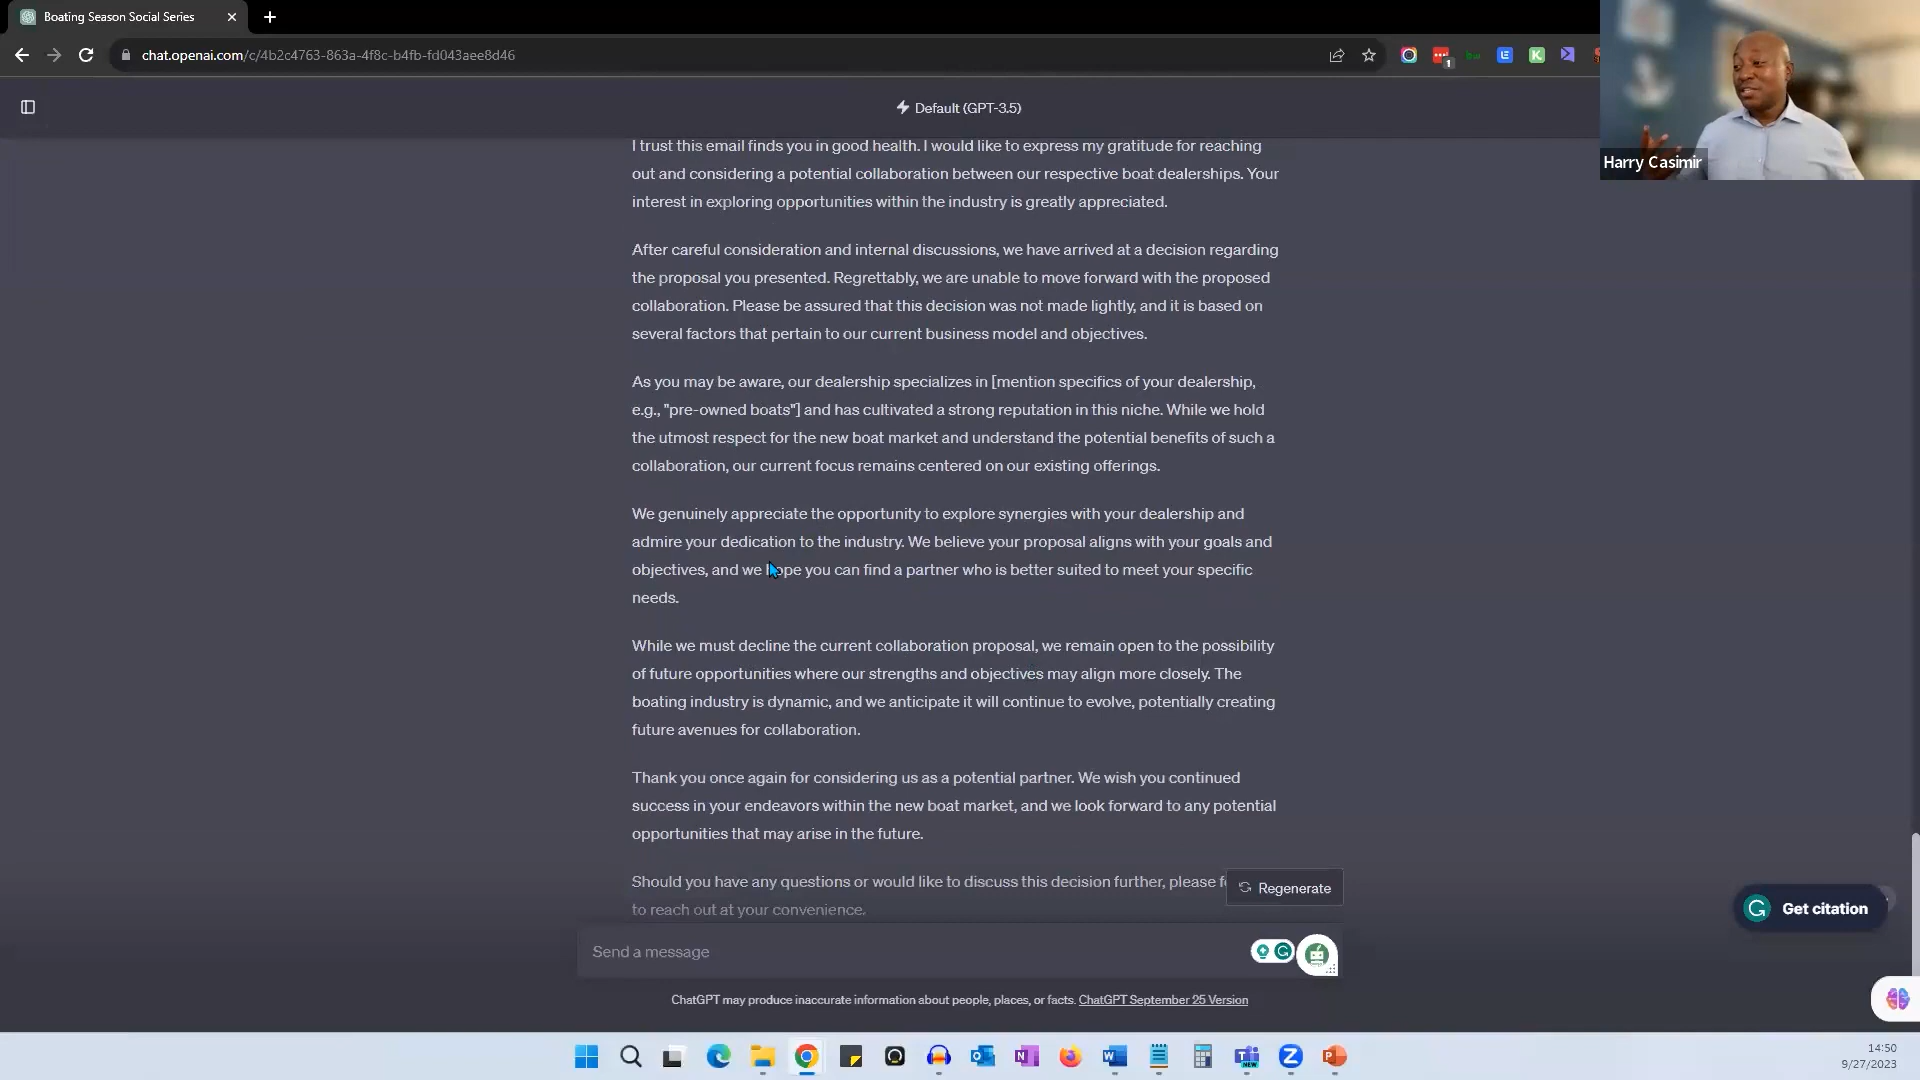 Boating Season Social Series
chat.openai.com/c/4b2c4763-863a-4f8c-b4fb-fd043aee8d46
1
Default (GPT-3.5)
Harry Casimir
I trust this email finds you in good health. I would like to express my gratitude for reaching
out and considering a potential collaboration between our respective boat dealerships. Your
interest in exploring opportunities within the industry is greatly appreciated.
After careful consideration and internal discussions, we have arrived at a decision regarding
the proposal you presented. Regrettably, we are unable to move forward with the proposed
collaboration. Please be assured that this decision was not made lightly, and it is based on
several factors that pertain to our current business model and objectives.
As you may be aware, our dealership specializes in [mention specifics of your dealership,
e.g., "pre-owned boats"] and has cultivated a strong reputation in this niche. While we hold
the utmost respect for the new boat market and understand the potential benefits of such a
collaboration, our current focus remains centered on our existing offerings.
We genuinely appreciate the opportunity to explore synergies with your dealership and
admire your dedication to the industry. We believe your proposal aligns with your goals and
objectives, and we hope you can find a partner who is better suited to meet your specific
needs.
While we must decline the current collaboration proposal, we remain open to the possibility
of future opportunities where our strengths and objectives may align more closely. The
boating industry is dynamic, and we anticipate it will continue to evolve, potentially creating
future avenues for collaboration.
Thank you once again for considering us as a potential partner. We wish you continued
success in your endeavors within the new boat market, and we look forward to any potential
opportunities that may arise in the future.
Should you have any questions or would like to discuss this decision further, please
to reach out at your convenience.
Regenerate
Get citation
Send a message
ChatGPT may produce inaccurate information about people, places, or facts. ChatGPT September 25 Version
14:50
9/27/2023